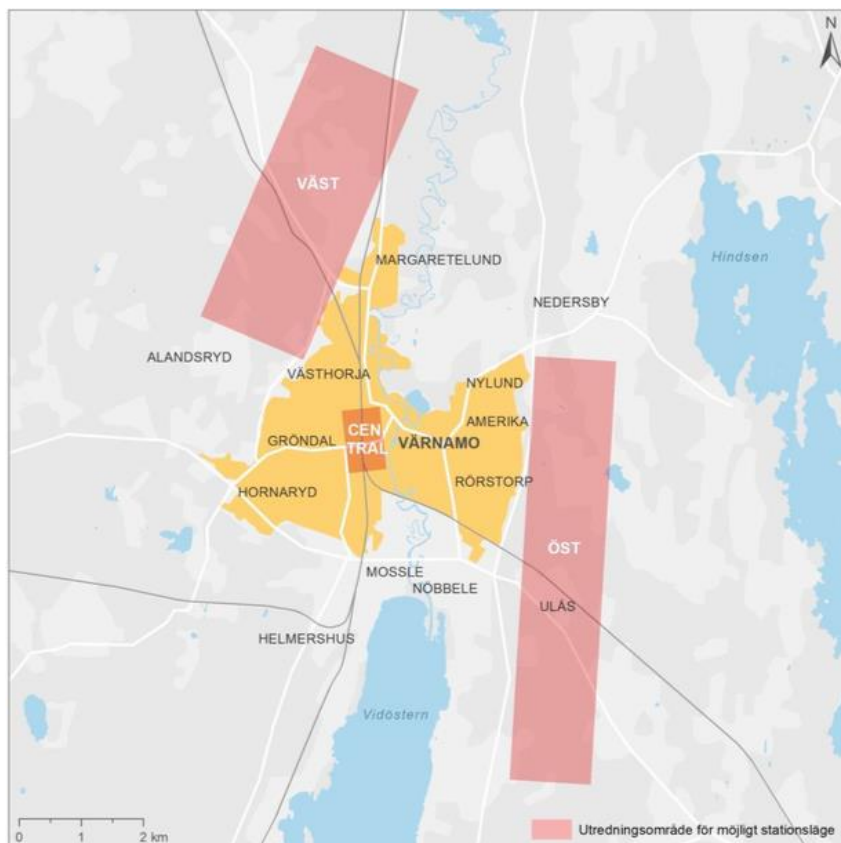 N
VÄST
MARGARETELUND
Hindsen
NEDERSBY
ALANDSRYD
VÄSTHORJA
NYLUND
AMERIKA
CEN
TRAL
GRÖNDAL
VÄRNAMO
RÖRSTORP
HORNARYD
ÖST
MOSSLE
NÖBBELE
ULÅS
HELMERSHUS
Vidöstern
0 1 2 km
Utredningsområde för möjligt stationsläge